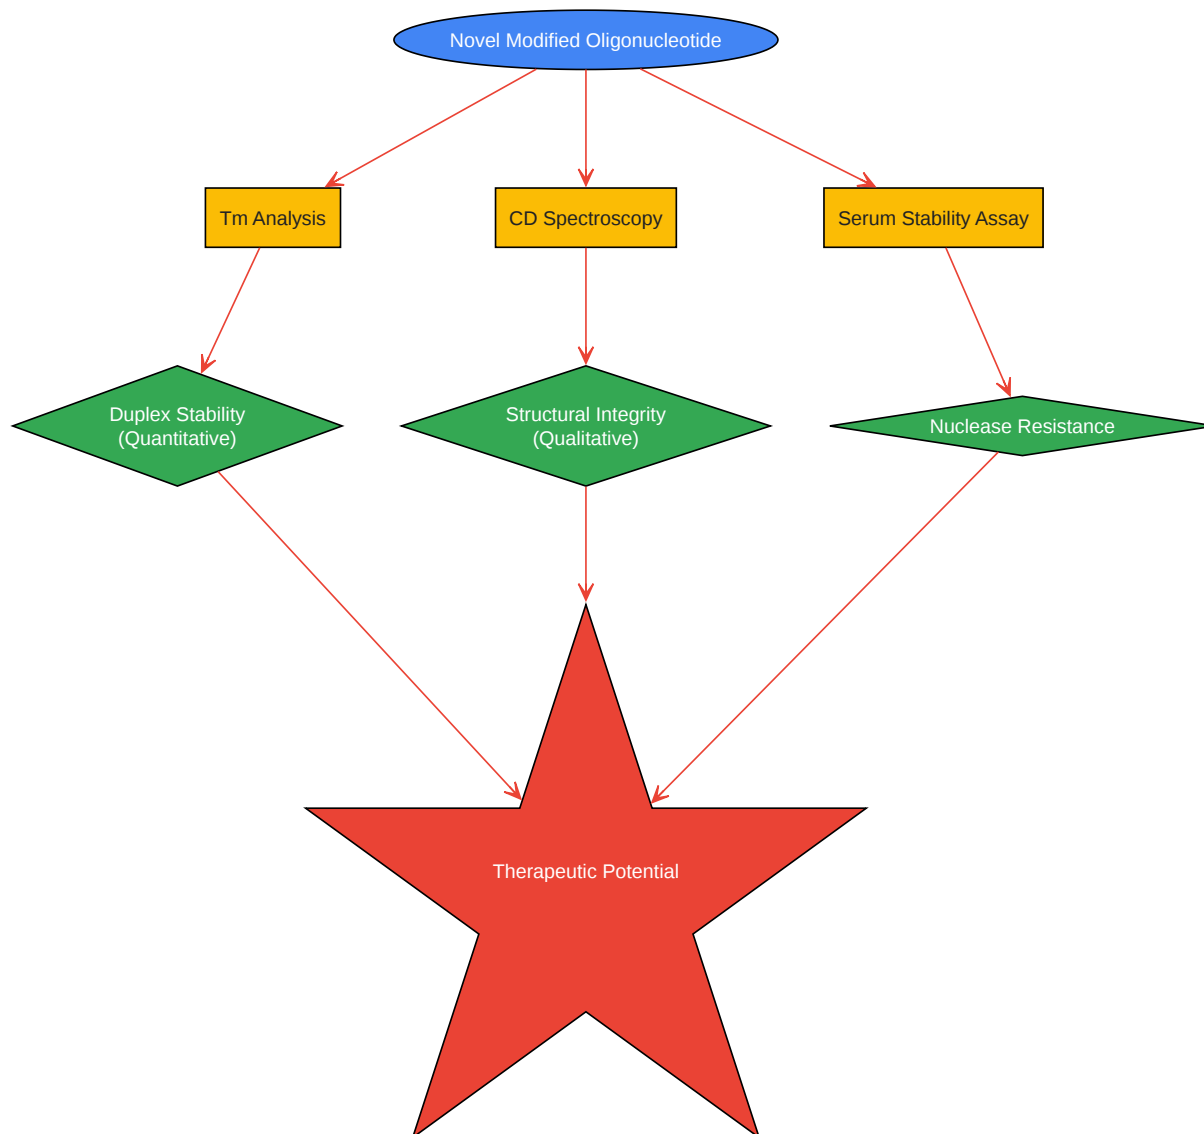 Novel Modified Oligonucleotide
Tm Analysis
CD Spectroscopy
Serum Stability Assay
Duplex Stability
(Quantitative)
Structural Integrity
(Qualitative)
Nuclease Resistance
Therapeutic Potential